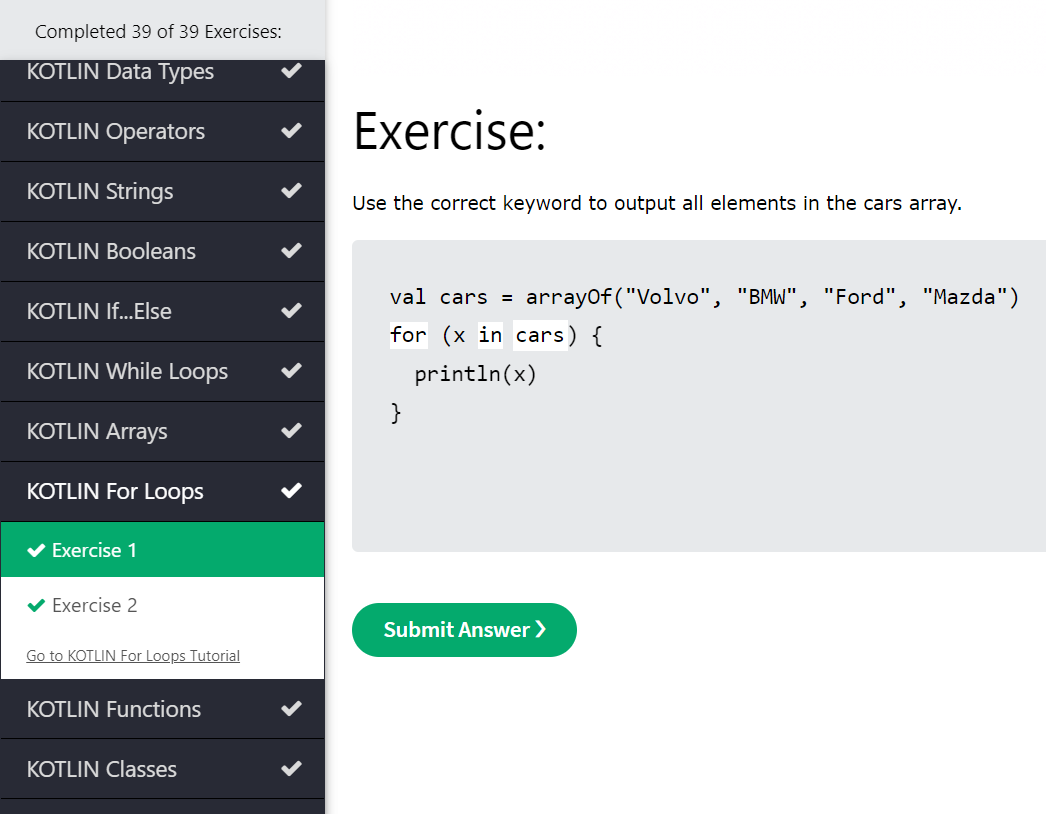 Completed 39 of 39 Exercises:
KOTLIN Data Types
KOTLIN Operators
KOTLIN Strings
KOTLIN Booleans
KOTLIN If...Else
KOTLIN While Loops
KOTLIN Arrays
KOTLIN For Loops
Exercise 1
Exercise 2
Go to KOTLIN For Loops Tutorial
KOTLIN Functions
KOTLIN Classes
Exercise:
Use the correct keyword to output all elements in the cars array.
val cars = arrayOf("Volvo", "BMW", "Ford", "Mazda")
for (x in cars) {
  println(x)
}
Submit Answer ❯